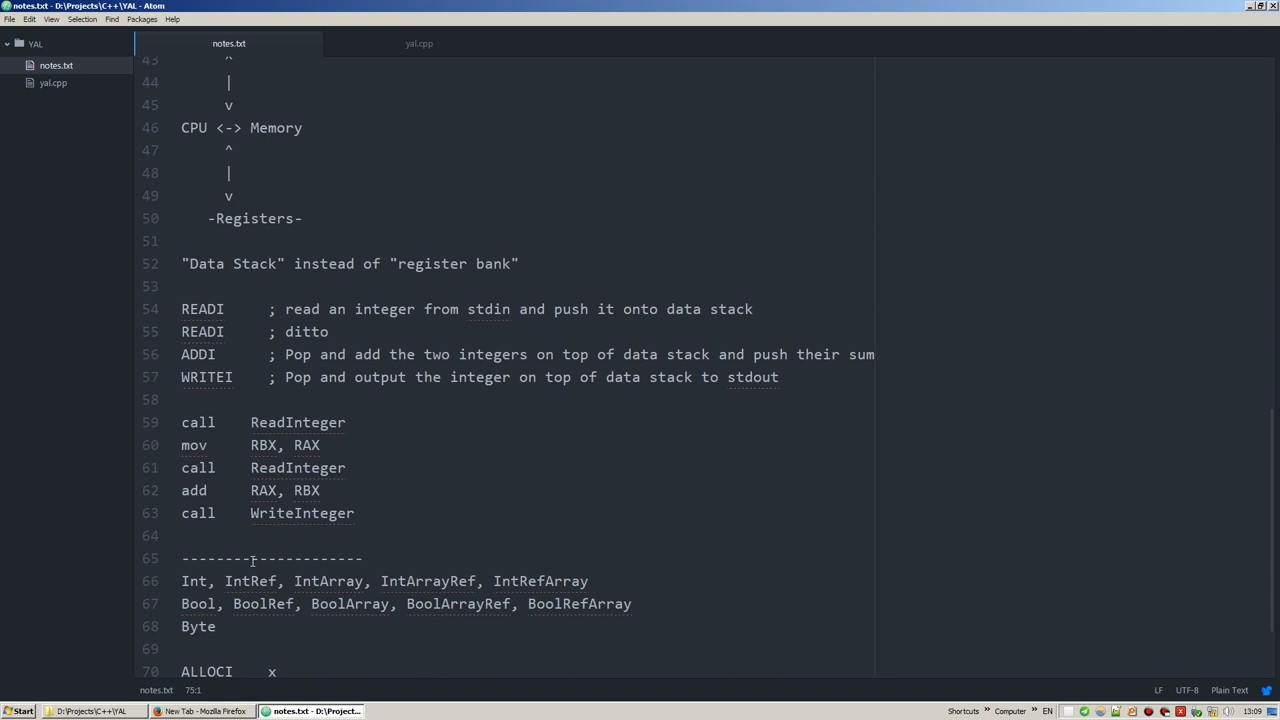 notes.txt - D:\Projects\C++\YAL - Atom
File Edit View Selection Find Packages Help
YAL
notes.txt
yal.cpp
notes.txt yal.cpp
43 ^
44 |
45 v
46 CPU <-> Memory
47 ^
48 |
49 v
50 -Registers-
51
52 "Data Stack" instead of "register bank"
53
54 READI ; read an integer from stdin and push it onto data stack
55 READI ; ditto
56 ADDI ; Pop and add the two integers on top of data stack and push their sum
57 WRITEI ; Pop and output the integer on top of data stack to stdout
58
59 call ReadInteger
60 mov RBX, RAX
61 call ReadInteger
62 add RAX, RBX
63 call WriteInteger
64
65 ---------------------
66 Int, IntRef, IntArray, IntArrayRef, IntRefArray
67 Bool, BoolRef, BoolArray, BoolArrayRef, BoolRefArray
68 Byte
69
70 ALLOCI x
notes.txt 75:1 LF UTF-8 Plain Text
Start D:\Projects\C++\YAL New Tab - Mozilla Firefox notes.txt - D:\Project... Shortcuts » Computer » EN 13:09